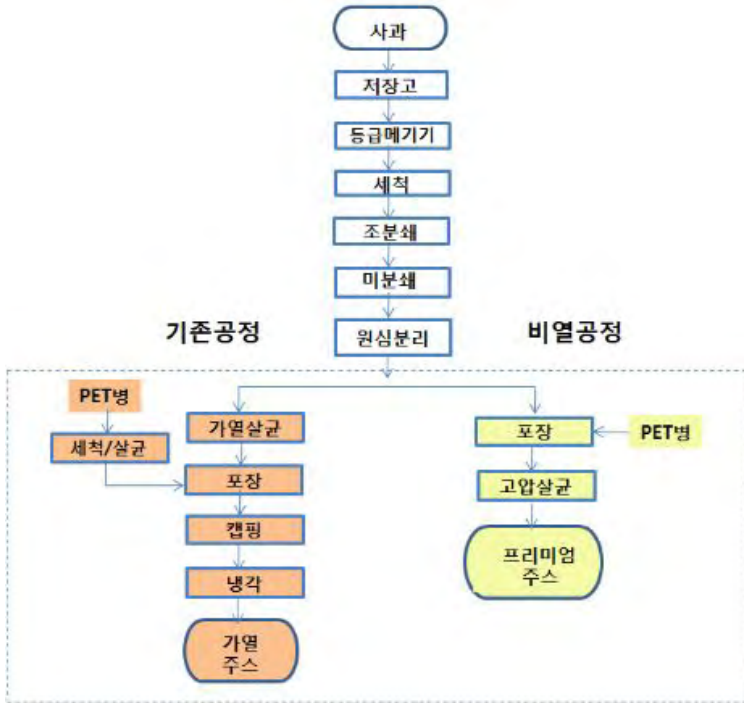 사과
저장고
등급메기기
세척
조분쇄
미분쇄
원심분리
기존공정
비열공정
PET병
세척/살균
가열살균
포장
캡핑
냉각
가열
주스
포장
PET병
고압살균
프리미엄
주스